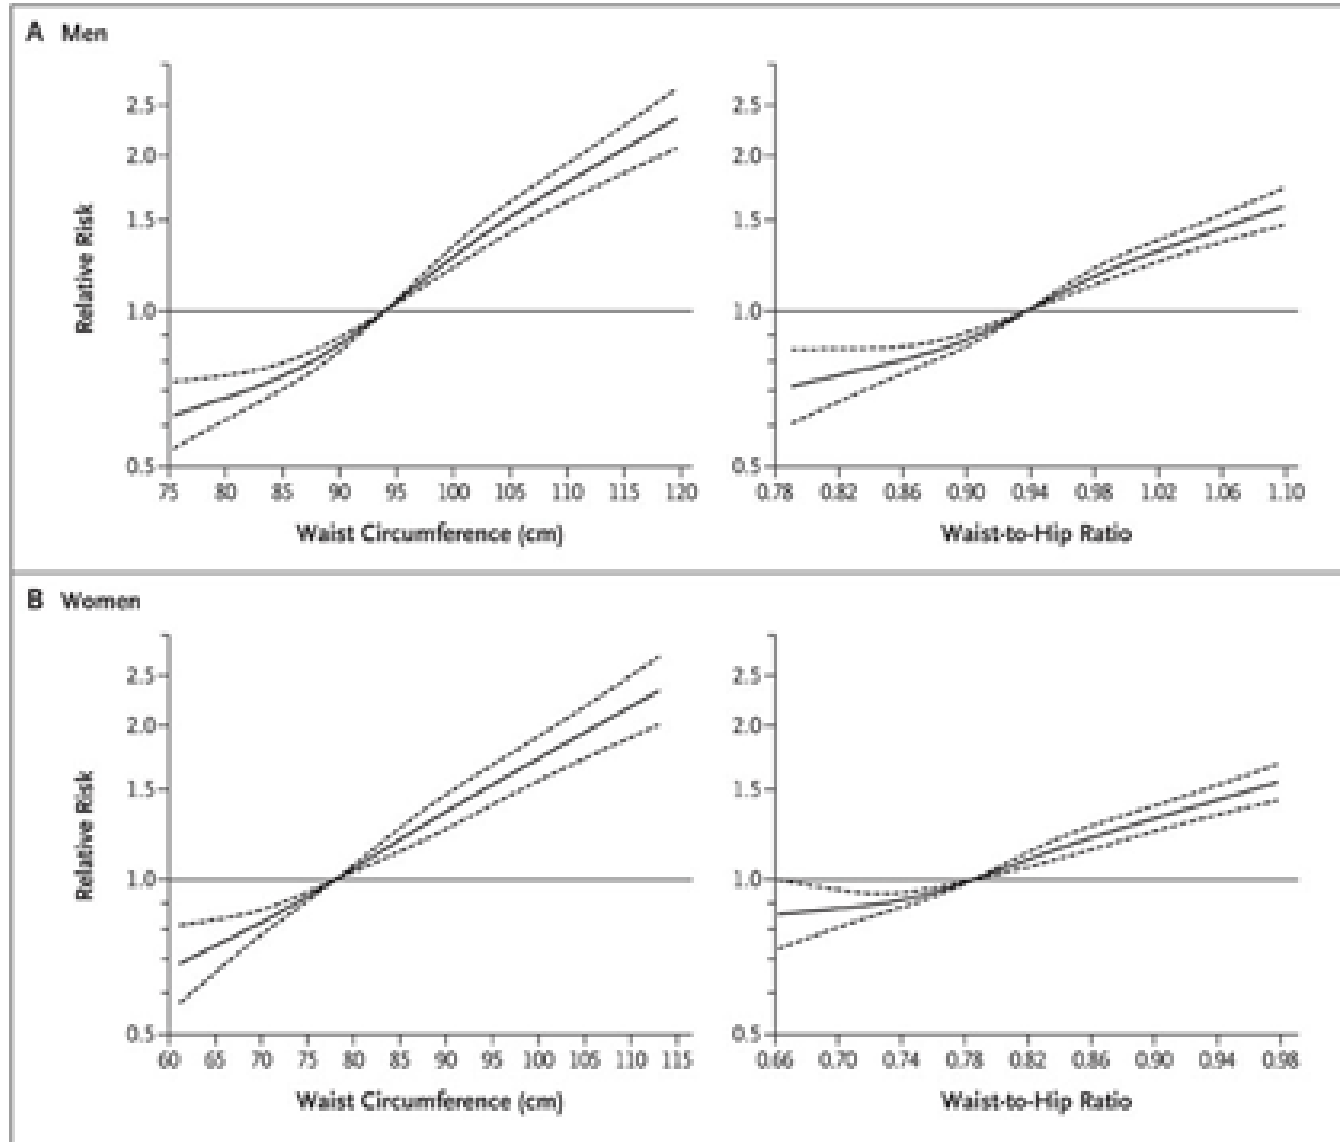 A Men
2.5
2.0
1.5
1.0
0.5
Relative Risk
75 80 85 90 95 100 105 110 115 120
Waist Circumference (cm)
2.5
2.0
1.5
1.0
0.5
0.78 0.82 0.86 0.90 0.94 0.98 1.02 1.06 1.10
Waist-to-Hip Ratio
B Women
2.5
2.0
1.5
1.0
0.5
Relative Risk
60 65 70 75 80 85 90 95 100 105 110 115
Waist Circumference (cm)
2.5
2.0
1.5
1.0
0.5
0.66 0.70 0.74 0.78 0.82 0.86 0.90 0.94 0.98
Waist-to-Hip Ratio